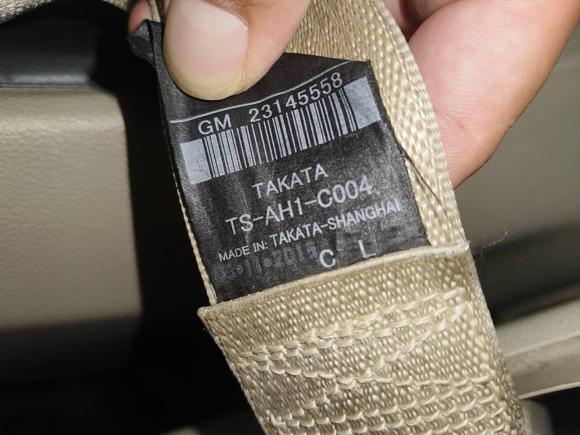 GM 23145558
TAKATA
TS-AH1-C004
MADE IN: TAKATA-SHANGHAI
C L